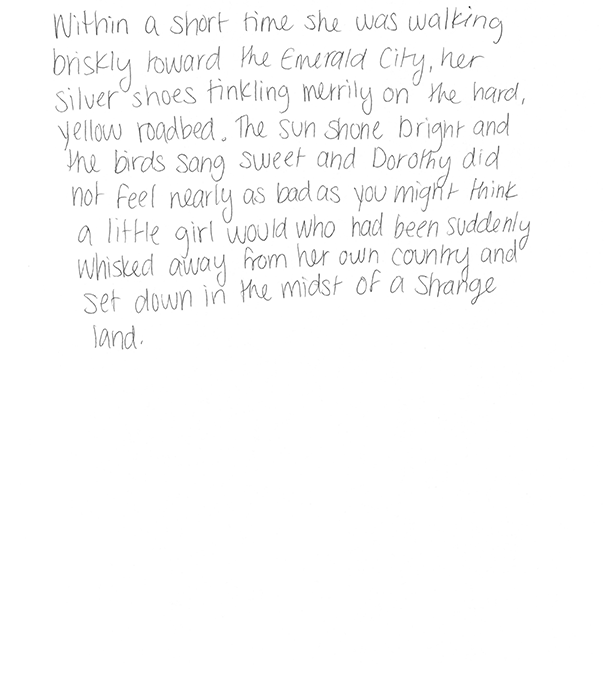 Within a short time she was walking
briskly toward the Emerald City, her
silver shoes tinkling merrily on the hard,
yellow roadbed. The sun shone bright and
the birds sang sweet and Dorothy did
not feel nearly as bad as you might think
a little girl would who had been suddenly
whisked away from her own country and
set down in the midst of a strange
land.